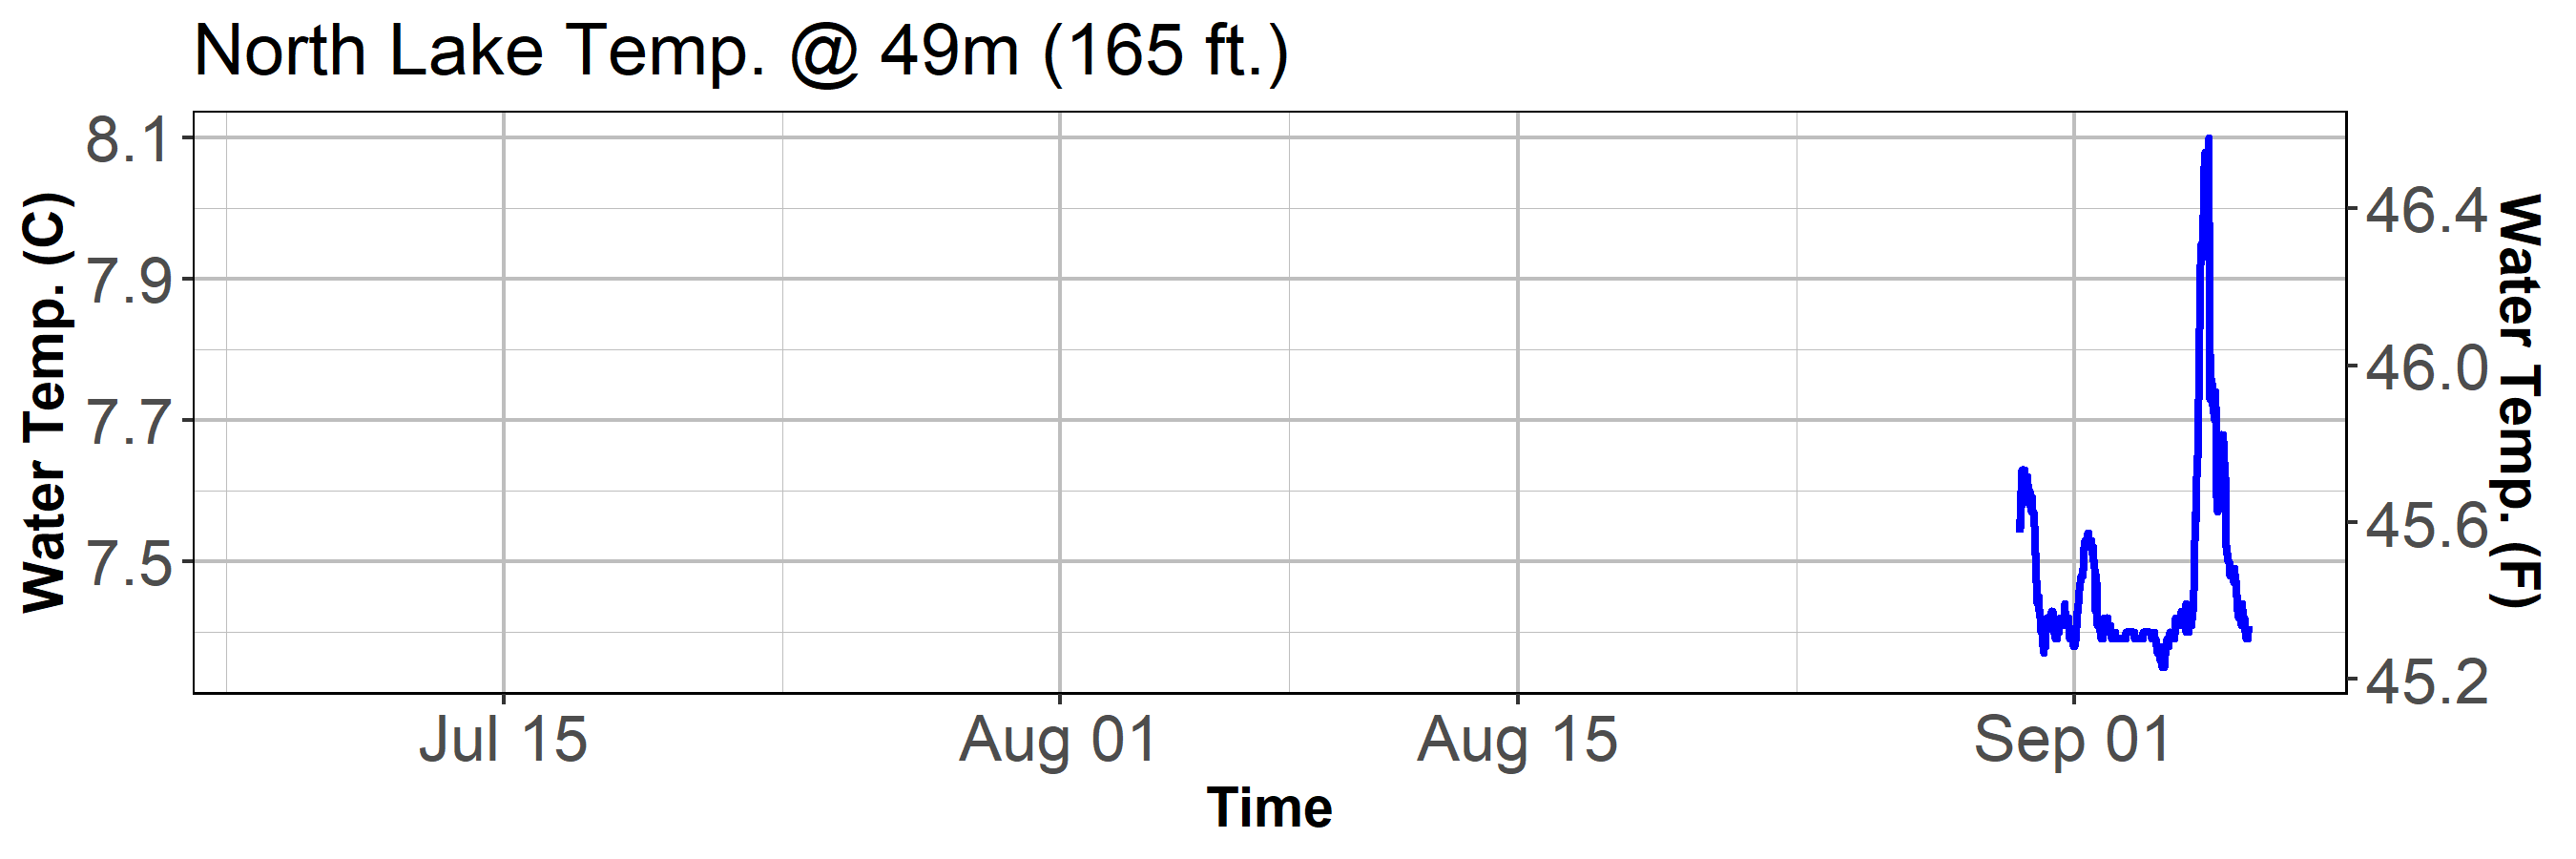 North Lake Temp. @ 49m (165 ft.)
Water Temp. (C)
8.1
7.9
7.7
7.5
46.4
46.0
45.6
45.2
Water Temp. (F)
Jul 15 Aug 01 Aug 15 Sep 01
Time